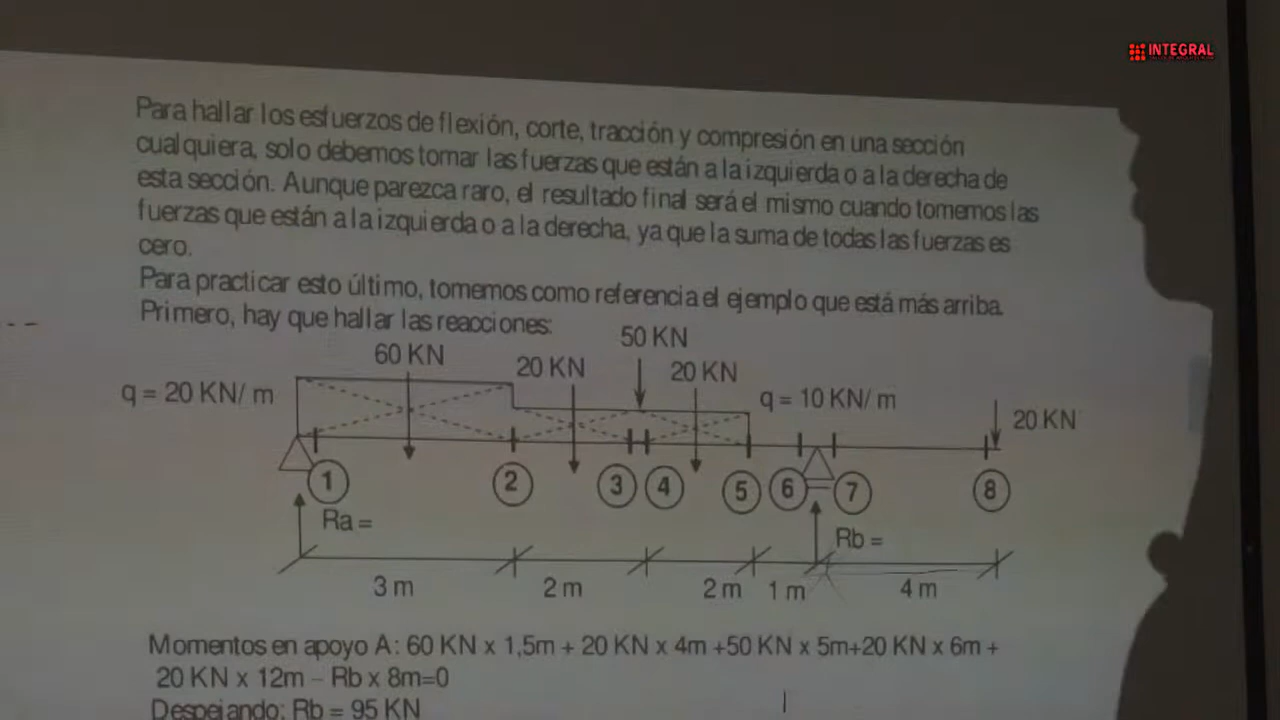 INTEGRAL
Para hallar los esfuerzos de flexión, corte, tracción y compresión en una sección
cualquiera, solo debemos tomar las fuerzas que están a la izquierda o a la derecha de
esta sección. Aunque parezca raro, el resultado final será el mismo cuando tomemos las
fuerzas que están a la izquierda o a la derecha, ya que la suma de todas las fuerzas es
cero.
Para practicar esto último, tomemos como referencia el ejemplo que está más arriba.
Primero, hay que hallar las reacciones:
50 KN
60 KN
20 KN
20 KN
q = 20 KN/ m
q = 10 KN/ m
20 KN
1
2
3
4
5
6
7
8
Ra =
Rb =
3 m
2 m
2 m
1 m
4 m
Momentos en apoyo A: 60 KN x 1,5m + 20 KN x 4m +50 KN x 5m+20 KN x 6m +
20 KN x 12m – Rb x 8m=0
Despejando: Rb = 95 KN